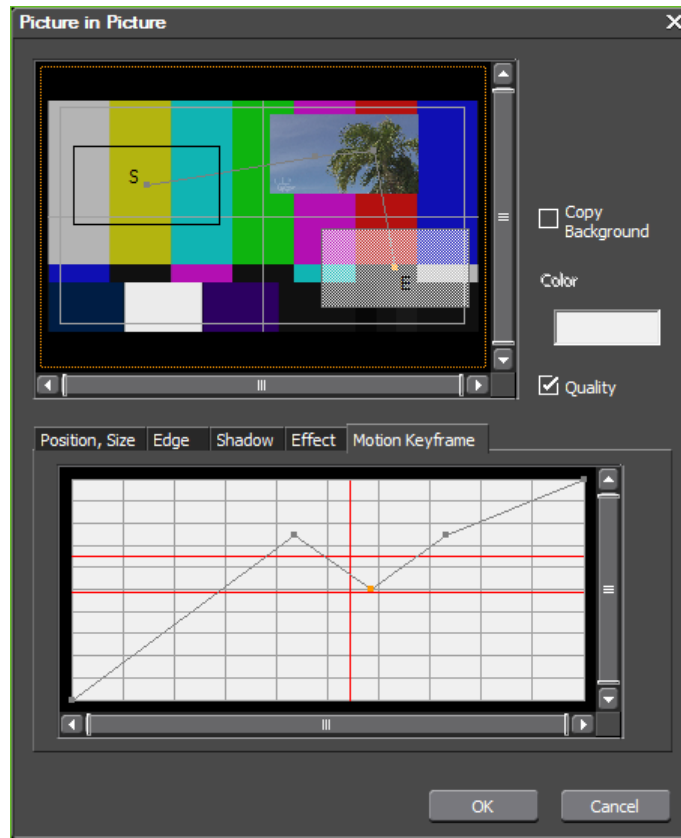 Picture in Picture
S
E
Copy
Background
Color
Quality
Position, Size Edge Shadow Effect Motion Keyframe
OK Cancel